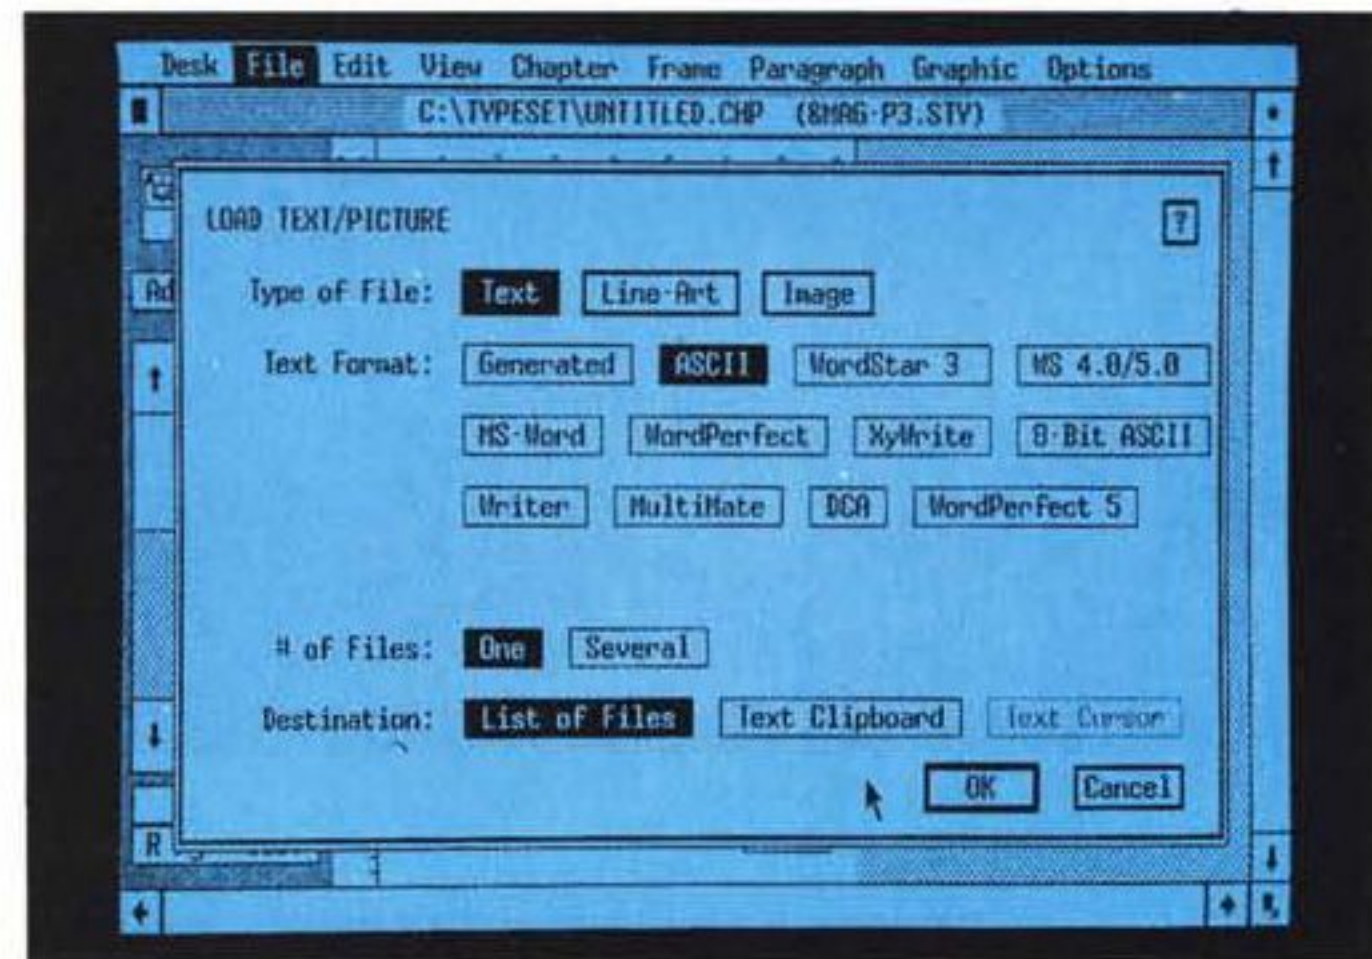 Desk File Edit View Chapter Frame Paragraph Graphic Options
C:\TYPESET\UNTITLED.CHP (&MAG-P3.STY)
LOAD TEXT/PICTURE ?
Ad
Type of File: Text Line-Art Image
Text Format: Generated ASCII WordStar 3 WS 4.0/5.0
MS-Word WordPerfect XyWrite 8-Bit ASCII
Writer MultiMate DCA WordPerfect 5
# of Files: One Several
Destination: List of Files Text Clipboard Text Cursor
OK Cancel
R